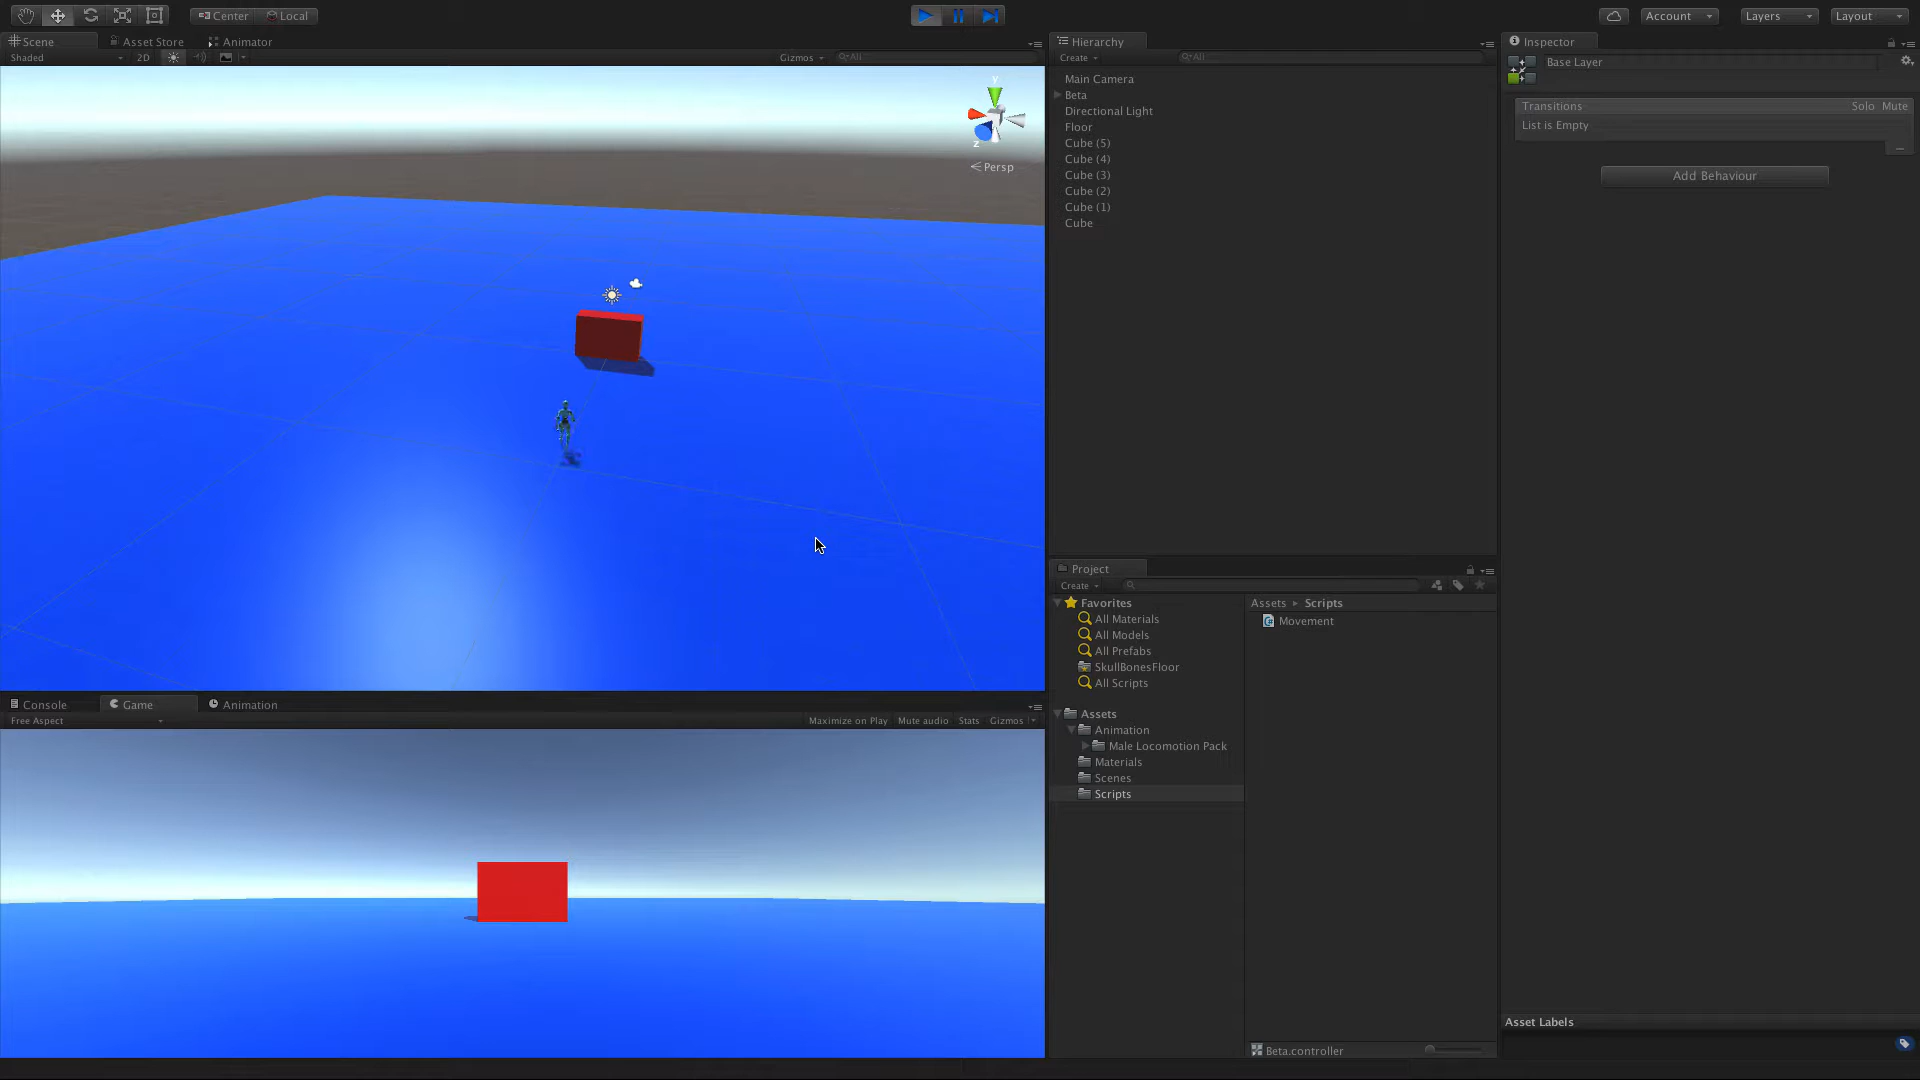 Center
Local
Account
Layers
Layout
Scene
Asset Store
Animator
Shaded
2D
Gizmos
All
y
z
Persp
Hierarchy
Create
All
Main Camera
Beta
Directional Light
Floor
Cube (5)
Cube (4)
Cube (3)
Cube (2)
Cube (1)
Cube
Inspector
Base Layer
Transitions
Solo
Mute
List is Empty
Add Behaviour
Project
Create
Favorites
All Materials
All Models
All Prefabs
SkullBonesFloor
All Scripts
Assets
Animation
Male Locomotion Pack
Materials
Scenes
Scripts
Assets ▸ Scripts
Movement
Beta.controller
Asset Labels
Console
Game
Animation
Free Aspect
Maximize on Play
Mute audio
Stats
Gizmos